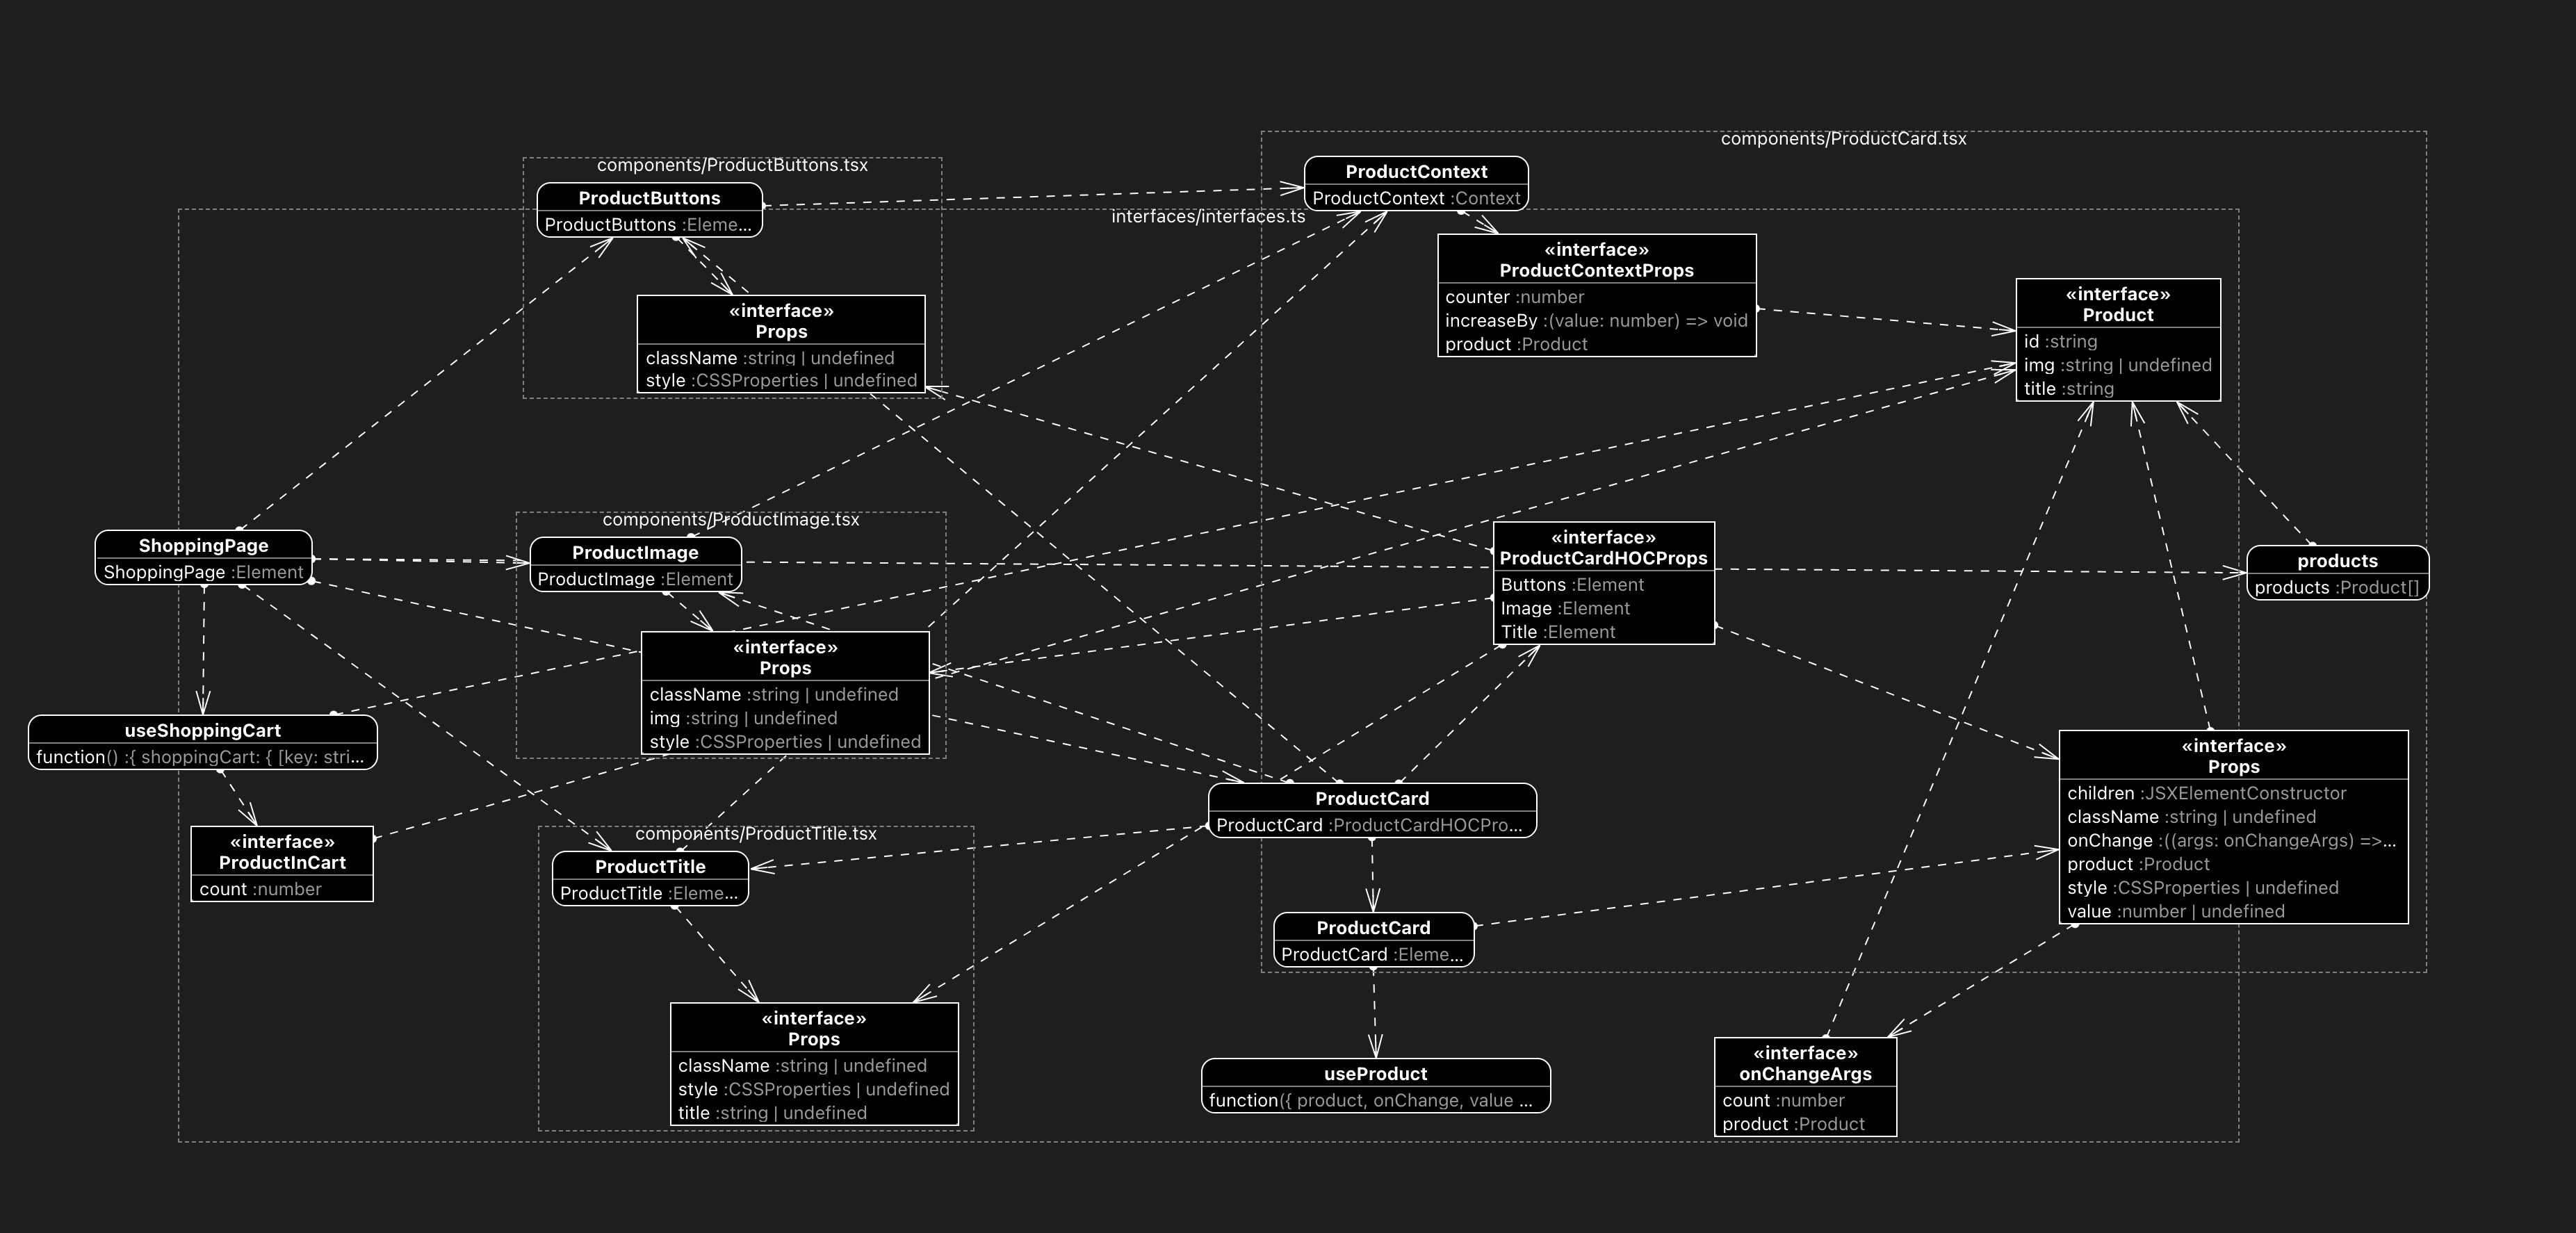 components/ProductCard.tsx
components/ProductButtons.tsx
ProductContext
ProductContext :Context
ProductButtons
ProductButtons :Eleme...
interfaces/interfaces.ts
«interface»
ProductContextProps
counter :number
increaseBy :(value: number) => void
product :Product
«interface»
Product
id :string
img :string | undefined
title :string
«interface»
Props
className :string | undefined
style :CSSProperties | undefined
components/ProductImage.tsx
ShoppingPage
ShoppingPage :Element
ProductImage
ProductImage :Element
«interface»
ProductCardHOCProps
Buttons :Element
Image :Element
Title :Element
products
products :Product[]
«interface»
Props
className :string | undefined
img :string | undefined
style :CSSProperties | undefined
useShoppingCart
function() :{ shoppingCart: { [key: stri...
«interface»
Props
children :JSXElementConstructor
className :string | undefined
onChange :((args: onChangeArgs) =>...
product :Product
style :CSSProperties | undefined
value :number | undefined
ProductCard
ProductCard :ProductCardHOCPro...
«interface»
ProductInCart
count :number
components/ProductTitle.tsx
ProductTitle
ProductTitle :Eleme...
ProductCard
ProductCard :Eleme...
«interface»
Props
className :string | undefined
style :CSSProperties | undefined
title :string | undefined
useProduct
function({ product, onChange, value ...
«interface»
onChangeArgs
count :number
product :Product